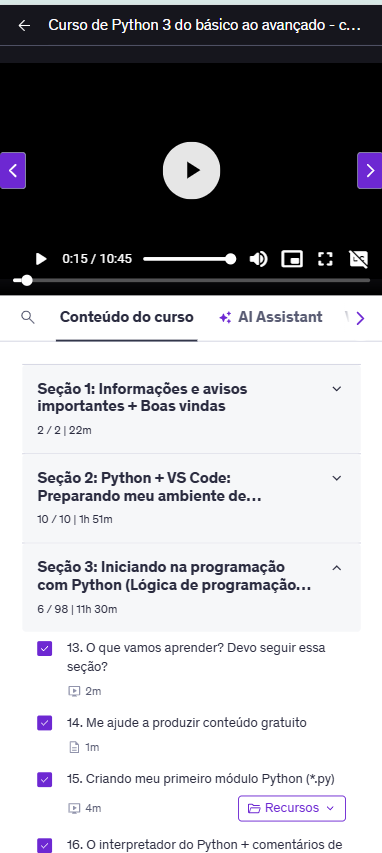 Curso de Python 3 do básico ao avançado - c...
0:15 / 10:45
Conteúdo do curso
AI Assistant
Seção 1: Informações e avisos
importantes + Boas vindas
2 / 2 | 22m
Seção 2: Python + VS Code:
Preparando meu ambiente de...
10 / 10 | 1h 51m
Seção 3: Iniciando na programação
com Python (Lógica de programação...
6 / 98 | 11h 30m
13. O que vamos aprender? Devo seguir essa
seção?
2m
14. Me ajude a produzir conteúdo gratuito
1m
15. Criando meu primeiro módulo Python (*.py)
4m
Recursos
16. O interpretador do Python + comentários de